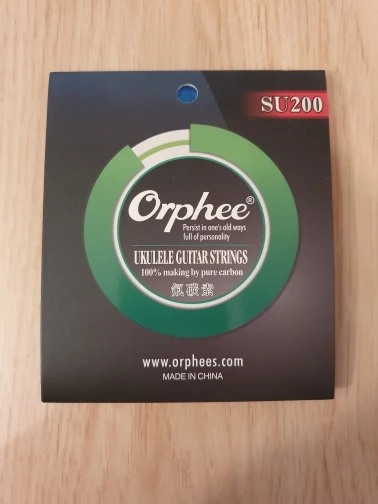 SU200
Orphee®
Persist in one's old ways
full of personality
UKULELE GUITAR STRINGS
100% making by pure carbon
氟碳素
www.orphees.com
MADE IN CHINA